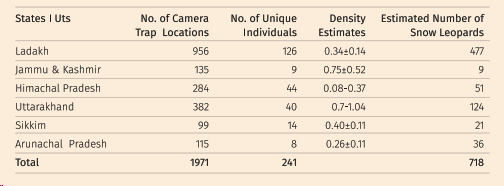 States I Uts No. of Camera No. of Unique Density Estimated Number of
Trap Locations Individuals Estimates Snow Leopards
Ladakh 956 126 0.34±0.14 477
Jammu & Kashmir 135 9 0.75±0.52 9
Himachal Pradesh 284 44 0.08-0.37 51
Uttarakhand 382 40 0.7-1.04 124
Sikkim 99 14 0.40±0.11 21
Arunachal Pradesh 115 8 0.26±0.11 36
Total 1971 241 718